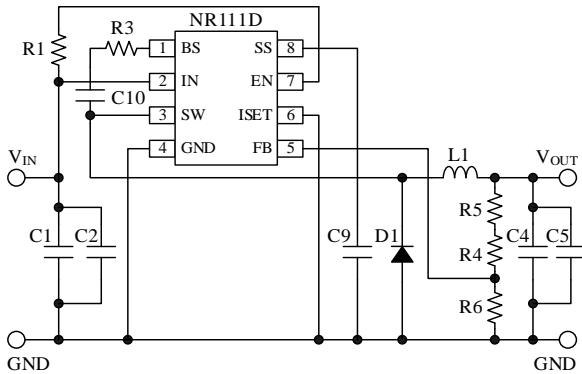 NR111D
R1
R3
1 BS SS 8
2 IN EN 7
C10
3 SW ISET 6
4 GND FB 5
VIN
L1
VOUT
R5
C1 C2 C9 D1 R4 C4 C5
R6
GND GND